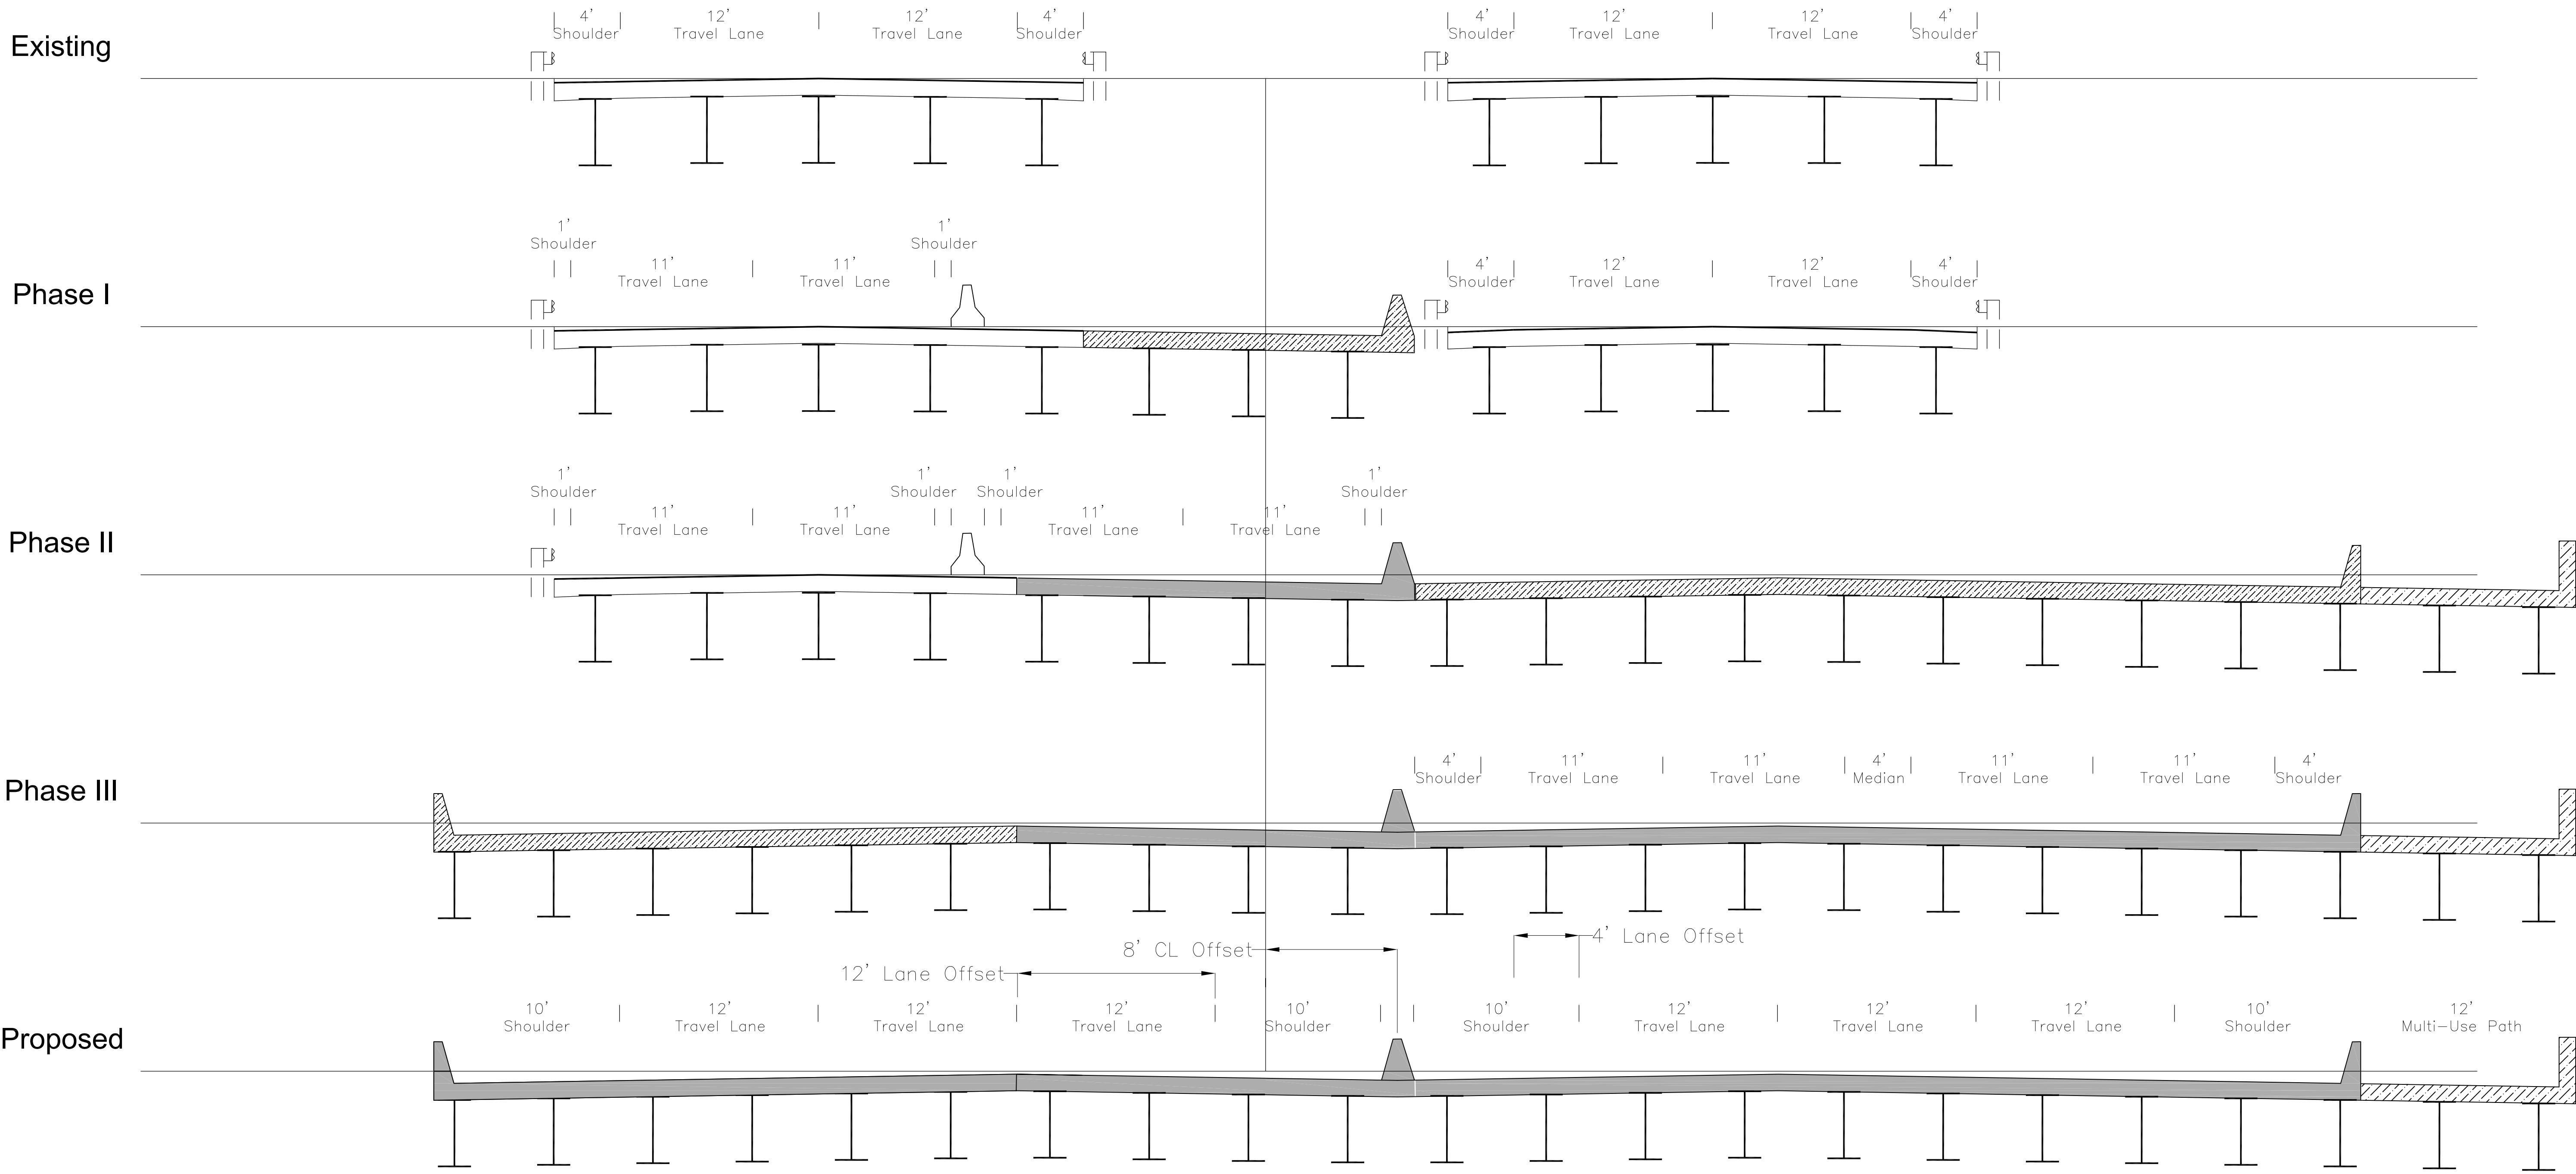 Existing
4' 12' 12' 4' 4' 12' 12' 4'
Shoulder Travel Lane Travel Lane Shoulder Shoulder Travel Lane Travel Lane Shoulder
1' 1'
Shoulder Shoulder
Phase I
11' 11' 4' 12' 12' 4'
Travel Lane Travel Lane Shoulder Travel Lane Travel Lane Shoulder
1' 1' 1' 1'
Shoulder Shoulder Shoulder Shoulder
Phase II
11' 11' 11' 11'
Travel Lane Travel Lane Travel Lane Travel Lane
Phase III
4' 11' 11' 4' 11' 11' 4'
Shoulder Travel Lane Travel Lane Median Travel Lane Travel Lane Shoulder
4' Lane Offset
8' CL Offset
12' Lane Offset
Proposed
10' 12' 12' 12' 10' 10' 12' 12' 12' 10' 12'
Shoulder Travel Lane Travel Lane Travel Lane Shoulder Shoulder Travel Lane Travel Lane Travel Lane Shoulder Multi-Use Path